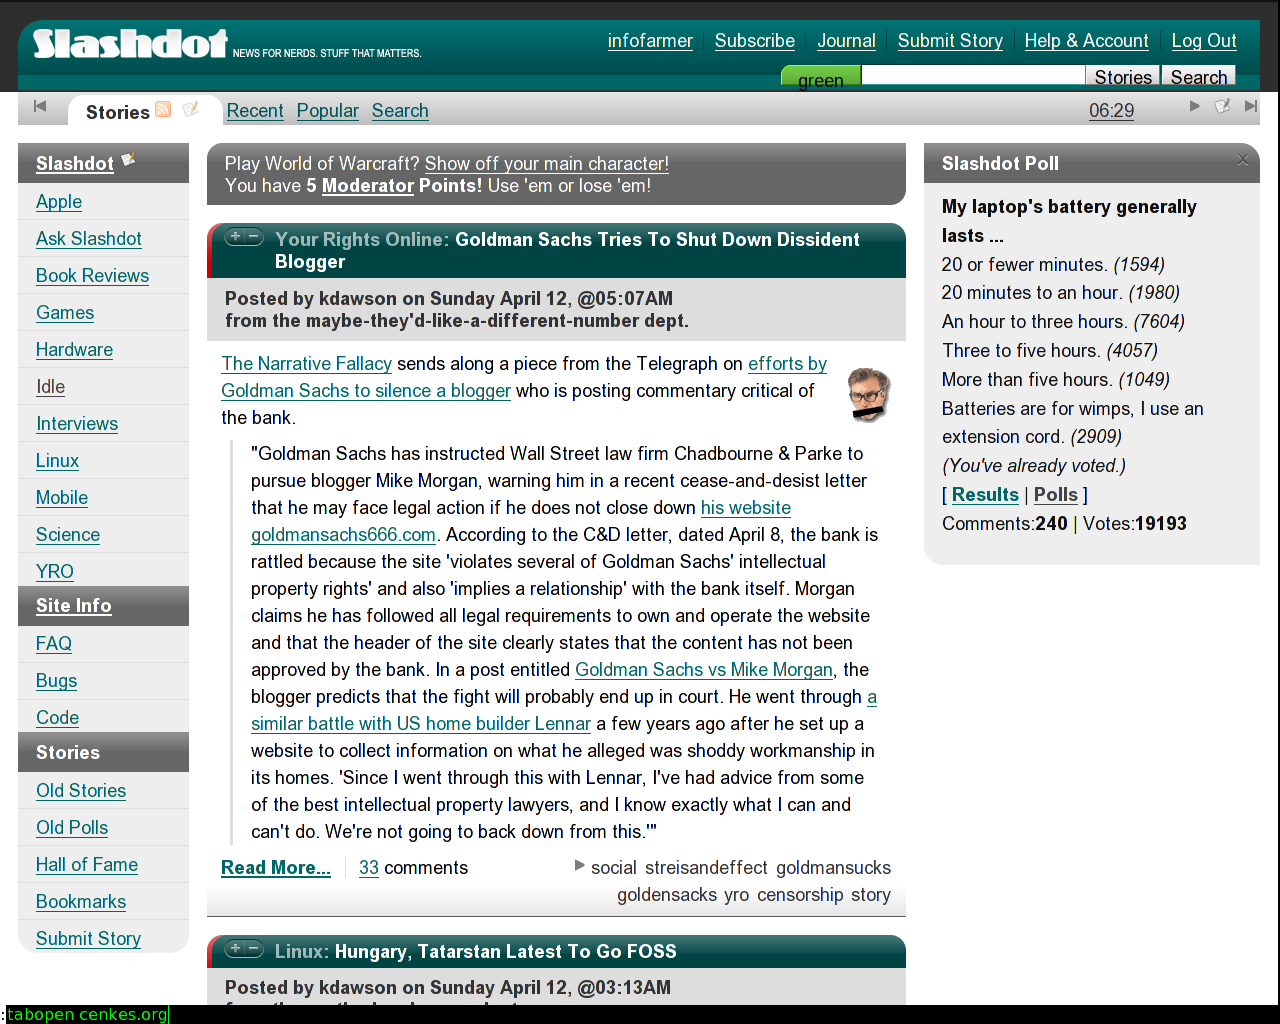 Slashdot NEWS FOR NERDS. STUFF THAT MATTERS.
infofarmer Subscribe Journal Submit Story Help & Account Log Out
green Stories Search
Stories Recent Popular Search 06:29
Slashdot
Apple
Ask Slashdot
Book Reviews
Games
Hardware
Idle
Interviews
Linux
Mobile
Science
YRO
Site Info
FAQ
Bugs
Code
Stories
Old Stories
Old Polls
Hall of Fame
Bookmarks
Submit Story
Play World of Warcraft? Show off your main character!
You have 5 Moderator Points! Use 'em or lose 'em!
Your Rights Online: Goldman Sachs Tries To Shut Down Dissident
Blogger
Posted by kdawson on Sunday April 12, @05:07AM
from the maybe-they'd-like-a-different-number dept.
The Narrative Fallacy sends along a piece from the Telegraph on efforts by
Goldman Sachs to silence a blogger who is posting commentary critical of
the bank.
"Goldman Sachs has instructed Wall Street law firm Chadbourne & Parke to
pursue blogger Mike Morgan, warning him in a recent cease-and-desist letter
that he may face legal action if he does not close down his website
goldmansachs666.com. According to the C&D letter, dated April 8, the bank is
rattled because the site 'violates several of Goldman Sachs' intellectual
property rights' and also 'implies a relationship' with the bank itself. Morgan
claims he has followed all legal requirements to own and operate the website
and that the header of the site clearly states that the content has not been
approved by the bank. In a post entitled Goldman Sachs vs Mike Morgan, the
blogger predicts that the fight will probably end up in court. He went through a
similar battle with US home builder Lennar a few years ago after he set up a
website to collect information on what he alleged was shoddy workmanship in
its homes. 'Since I went through this with Lennar, I've had advice from some
of the best intellectual property lawyers, and I know exactly what I can and
can't do. We're not going to back down from this.'"
Read More... 33 comments
social streisandeffect goldmansucks
goldensacks yro censorship story
Linux: Hungary, Tatarstan Latest To Go FOSS
Posted by kdawson on Sunday April 12, @03:13AM
Slashdot Poll
My laptop's battery generally
lasts ...
20 or fewer minutes. (1594)
20 minutes to an hour. (1980)
An hour to three hours. (7604)
Three to five hours. (4057)
More than five hours. (1049)
Batteries are for wimps, I use an
extension cord. (2909)
(You've already voted.)
[ Results | Polls ]
Comments:240 | Votes:19193
:tabopen cenkes.org